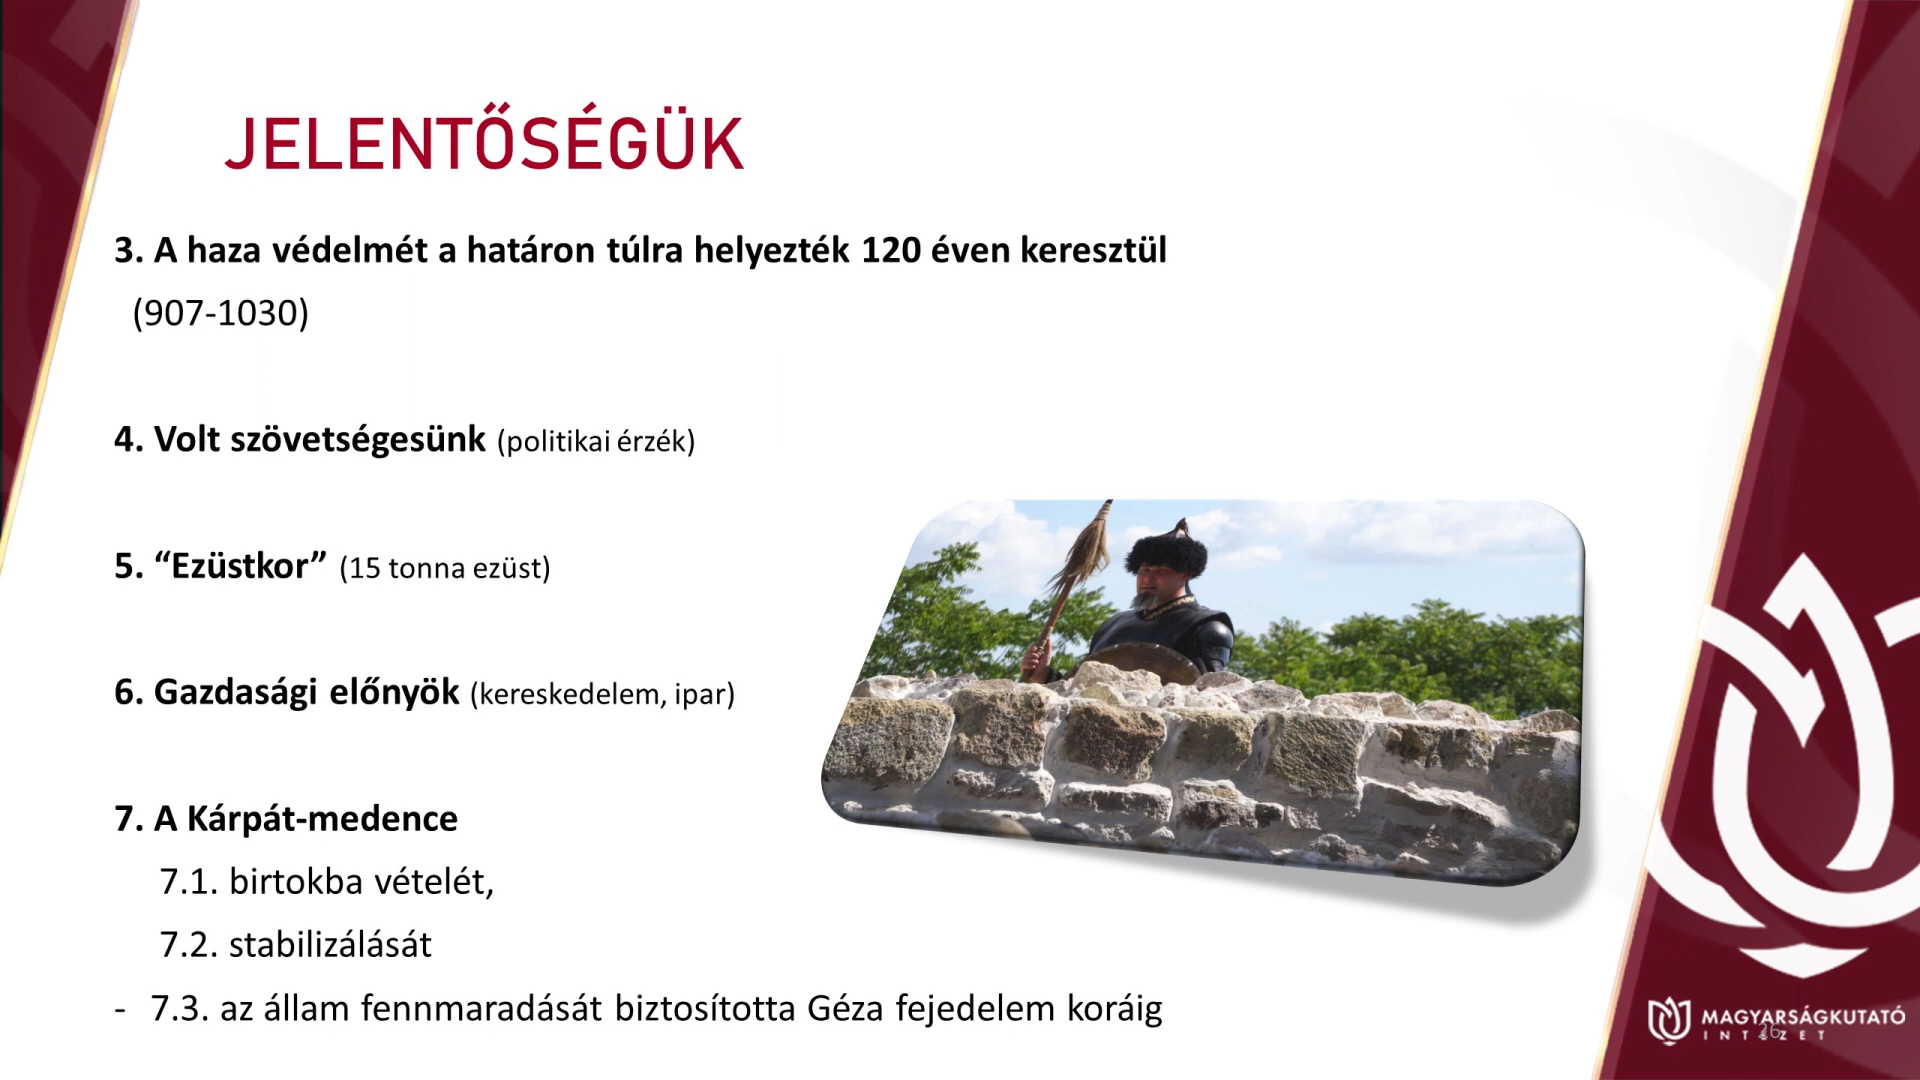 JELENTŐSÉGÜK
3. A haza védelmét a határon túlra helyezték 120 éven keresztül
(907-1030)
4. Volt szövetségesünk (politikai érzék)
5. “Ezüstkor” (15 tonna ezüst)
6. Gazdasági előnyök (kereskedelem, ipar)
7. A Kárpát-medence
7.1. birtokba vételét,
7.2. stabilizálását
- 7.3. az állam fennmaradását biztosította Géza fejedelem koráig
MAGYARSÁGKUTATÓ
INTÉZET
26